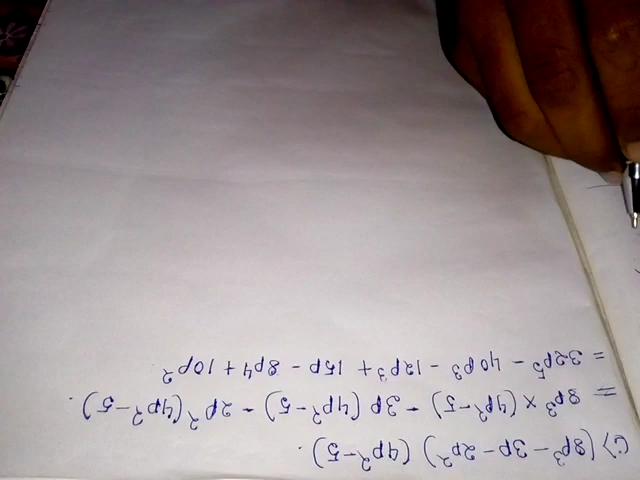 c) (8p³ - 3p - 2p²) (4p² - 5).
= 8p³ × (4p² - 5) - 3p (4p² - 5) - 2p² (4p² - 5).
= 32p⁵ - 40p³ - 12p³ + 15p - 8p⁴ + 10p²